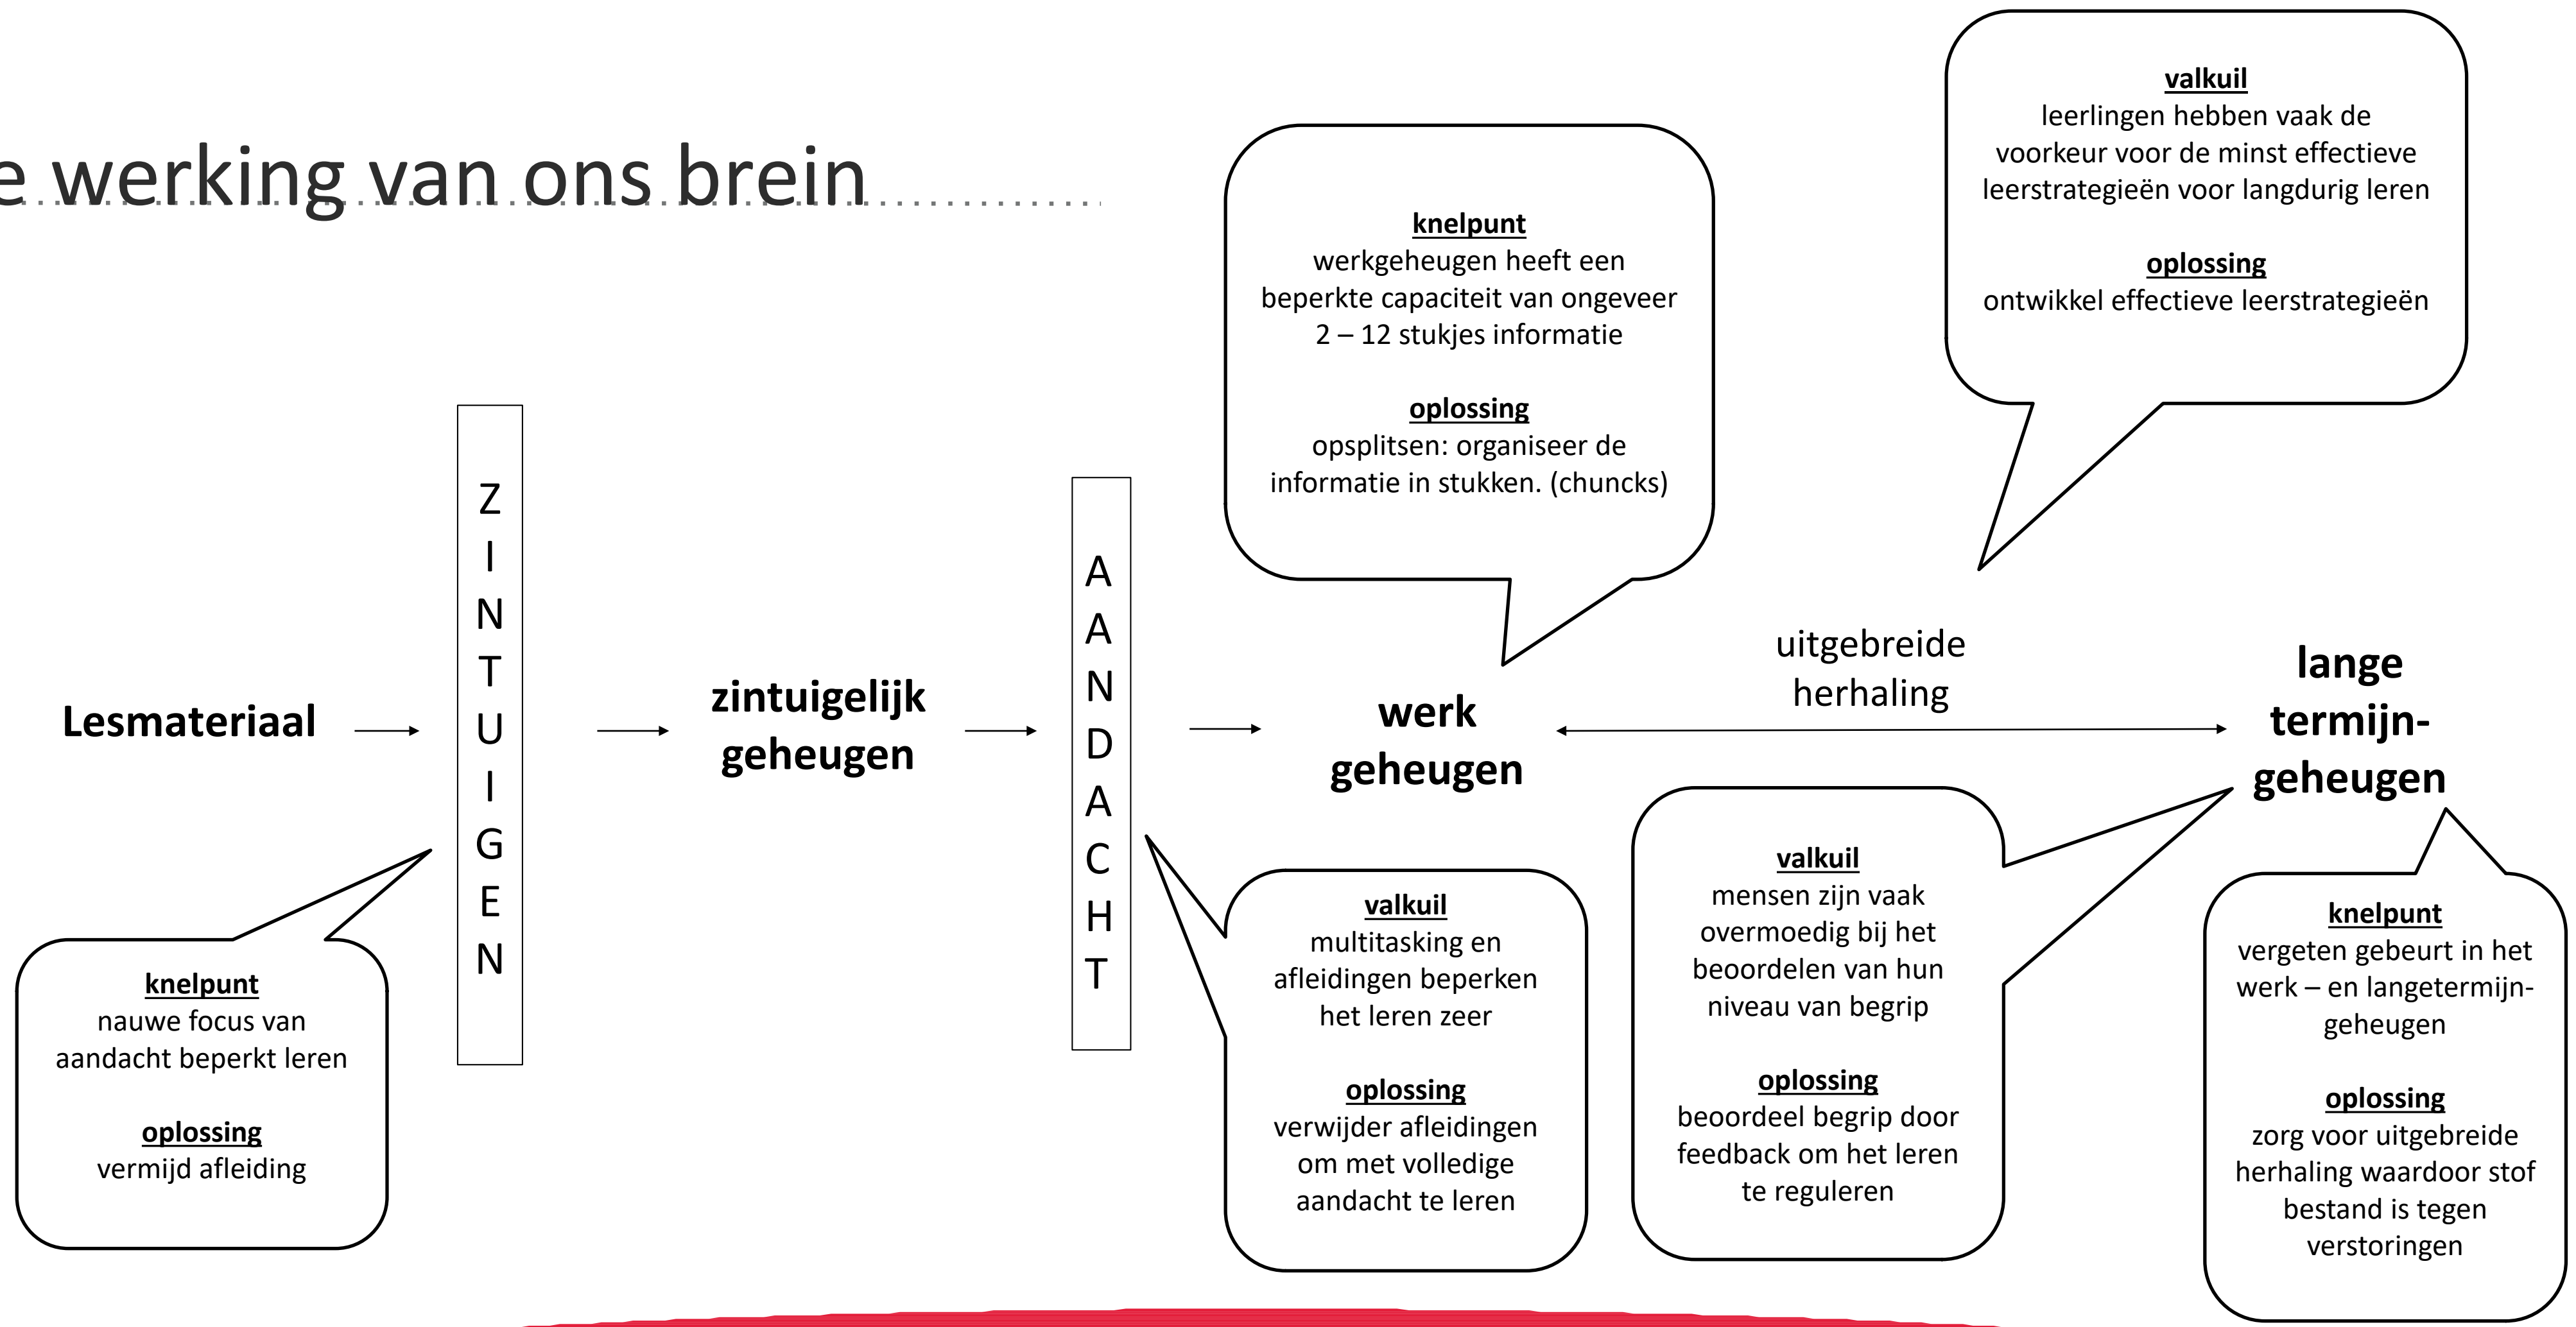 e werking van ons brein
valkuil
leerlingen hebben vaak de
voorkeur voor de minst effectieve
leerstrategieën voor langdurig leren
oplossing
ontwikkel effectieve leerstrategieën
knelpunt
werkgeheugen heeft een
beperkte capaciteit van ongeveer
2 – 12 stukjes informatie
oplossing
opsplitsen: organiseer de
informatie in stukken. (chuncks)
Lesmateriaal
ZINTUIGEN
zintuigelijk
geheugen
AANDACHT
werk
geheugen
uitgebreide
herhaling
lange
termijn-
geheugen
knelpunt
nauwe focus van
aandacht beperkt leren
oplossing
vermijd afleiding
valkuil
multitasking en
afleidingen beperken
het leren zeer
oplossing
verwijder afleidingen
om met volledige
aandacht te leren
valkuil
mensen zijn vaak
overmoedig bij het
beoordelen van hun
niveau van begrip
oplossing
beoordeel begrip door
feedback om het leren
te reguleren
knelpunt
vergeten gebeurt in het
werk – en langetermijn-
geheugen
oplossing
zorg voor uitgebreide
herhaling waardoor stof
bestand is tegen
verstoringen